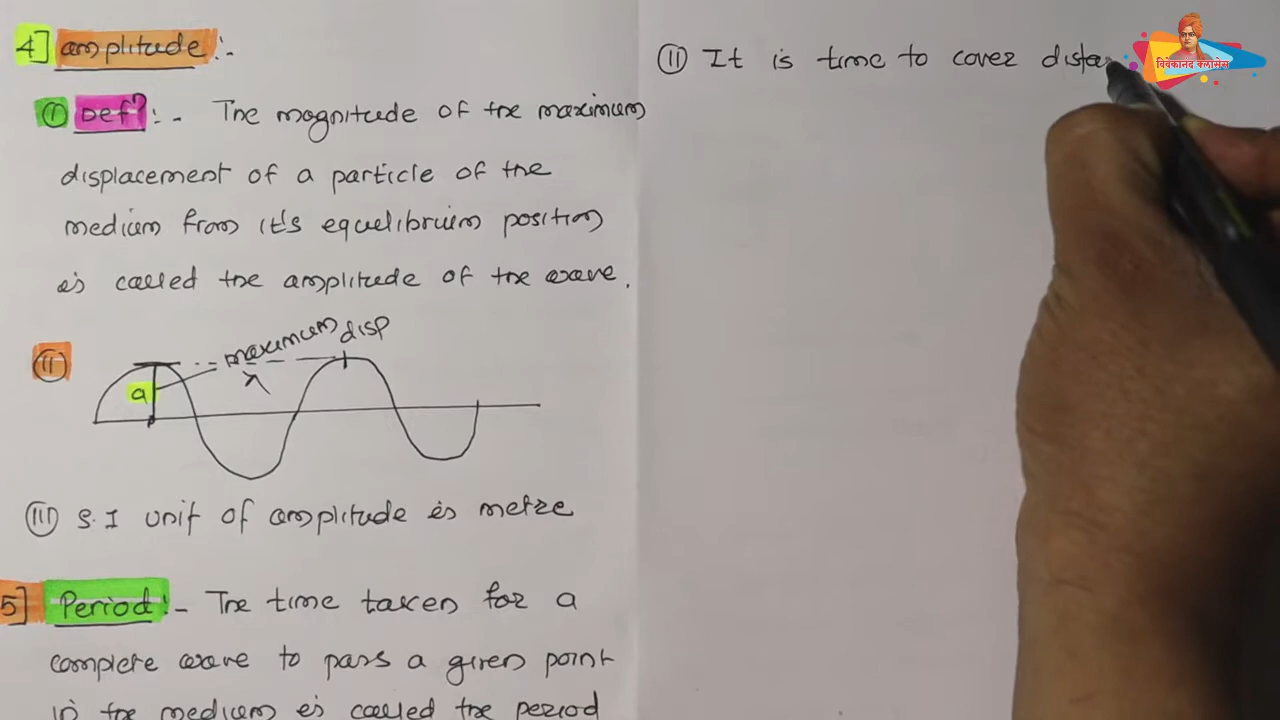 4] amplitude:-
① Defⁿ:- The magnitude of the maximum
displacement of a particle of the
medium from it's equilibrium position
is called the amplitude of the wave.
maximum disp
ⅱ
a
λ
ⅲ S.I unit of amplitude is metre
5] Period:- The time taken for a
complete wave to pass a given point
in the medium is called the period
ⅱ It is time to cover dista
विवेकानंद क्लासेस